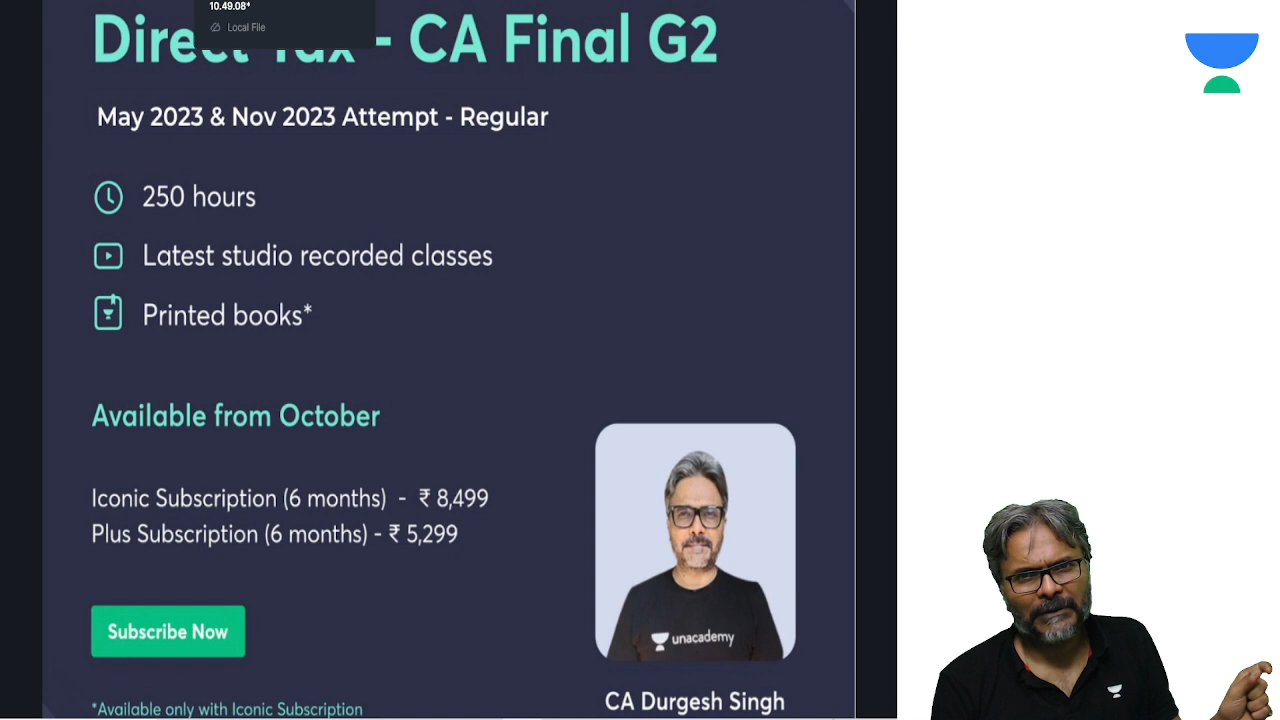 10.49.08*
Local File
Direct Tax - CA Final G2
May 2023 & Nov 2023 Attempt - Regular
250 hours
Latest studio recorded classes
Printed books*
Available from October
Iconic Subscription (6 months) - ₹ 8,499
Plus Subscription (6 months) - ₹ 5,299
unacademy
Subscribe Now
CA Durgesh Singh
*Available only with Iconic Subscription